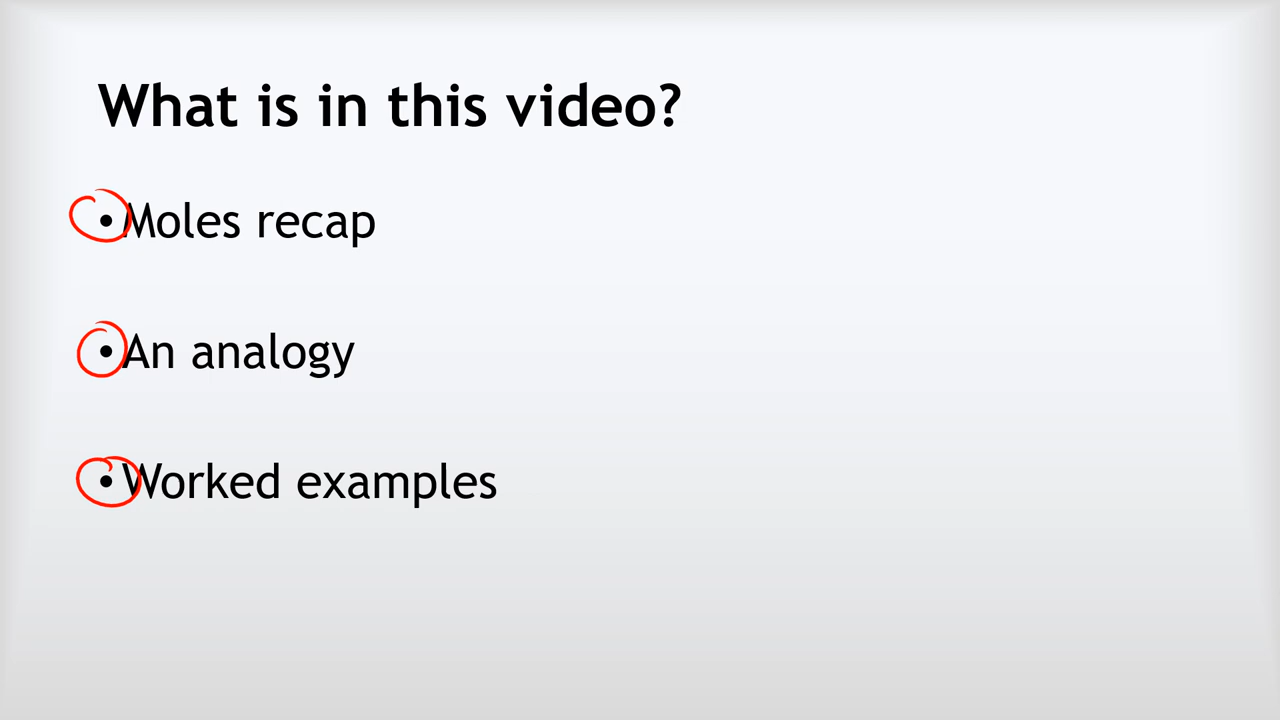 What is in this video?
• Moles recap
• An analogy
• Worked examples